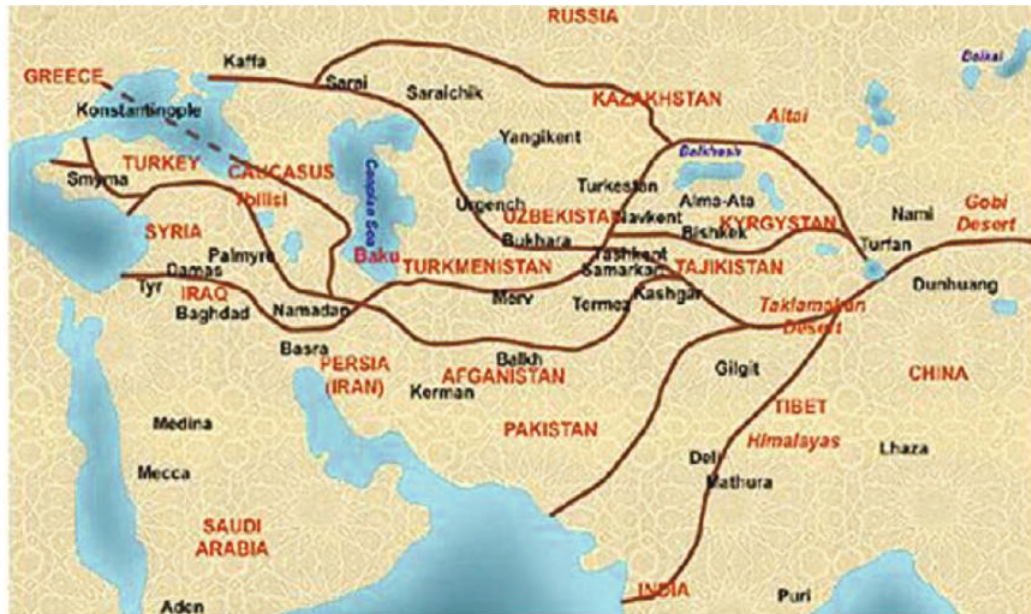 RUSSIA
Baikal
Kaffa
GREECE
Sarai
Saraichik
KAZAKHSTAN
Konstantinople
Altai
Yangikent
Balkhash
TURKEY
CAUCASUS
Smyrna
Tbilisi
Caspian Sea
Turkestan
Alma-Ata
Urgench
UZBEKISTAN
Navkent
KYRGYSTAN
Nami
Gobi
Desert
SYRIA
Bukhara
Bishkek
Turfan
Palmyre
Baku
Tashkent
TURKMENISTAN
Samarkan
TAJIKISTAN
Damas
Tyr
IRAQ
Merv
Kashgar
Dunhuang
Baghdad
Namadan
Termez
Taklamakan
Desert
Basra
PERSIA
(IRAN)
Balkh
AFGANISTAN
Gilgit
CHINA
Kerman
TIBET
Medina
PAKISTAN
Himalayas
Lhaza
Deli
Mecca
Mathura
SAUDI
ARABIA
INDIA
Puri
Aden